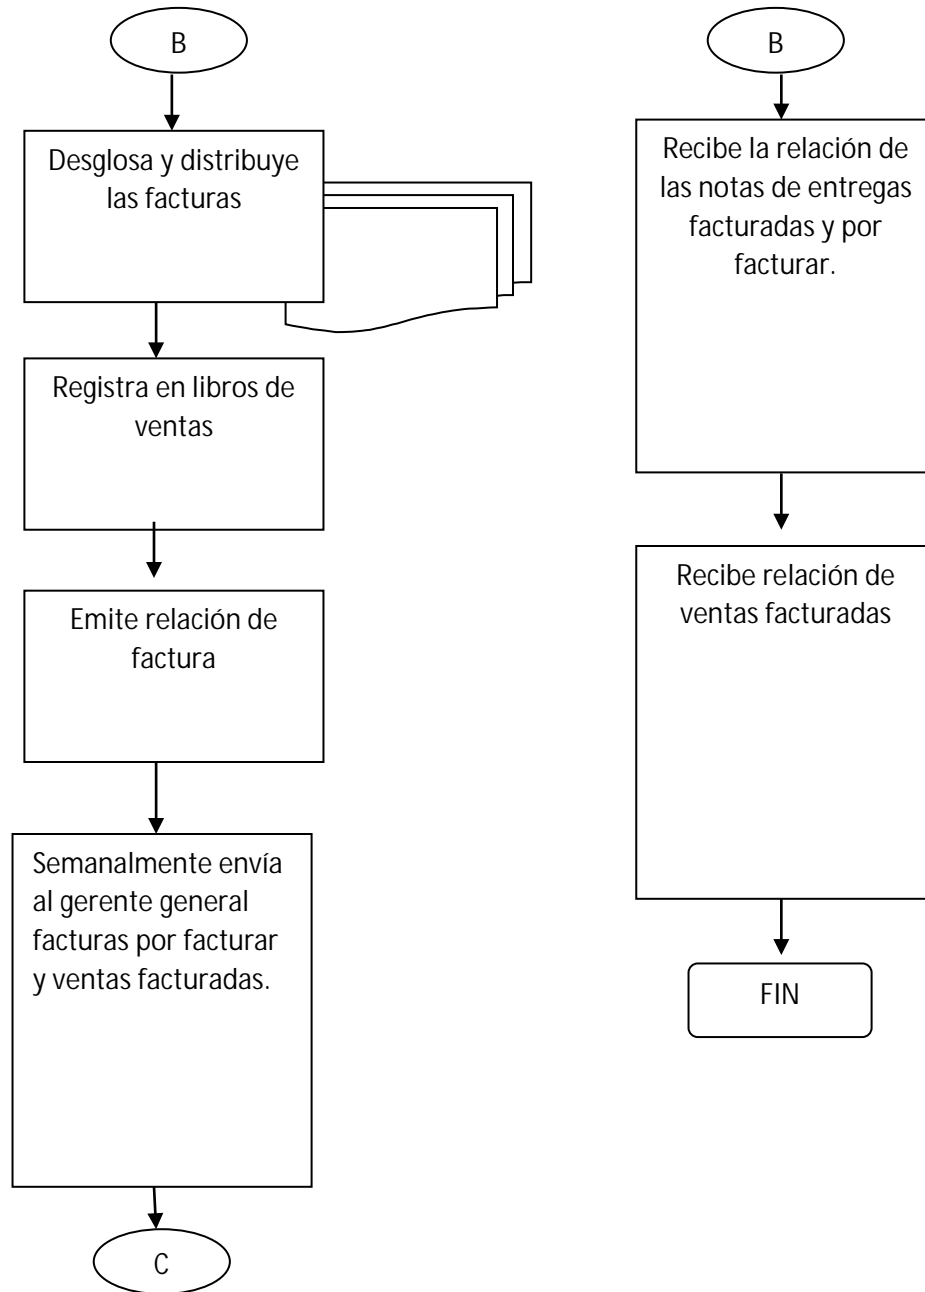 B
Desglosa y distribuye
las facturas
Registra en libros de
ventas
Emite relación de
factura
Semanalmente envía
al gerente general
facturas por facturar
y ventas facturadas.
C
B
Recibe la relación de
las notas de entregas
facturadas y por
facturar.
Recibe relación de
ventas facturadas
FIN